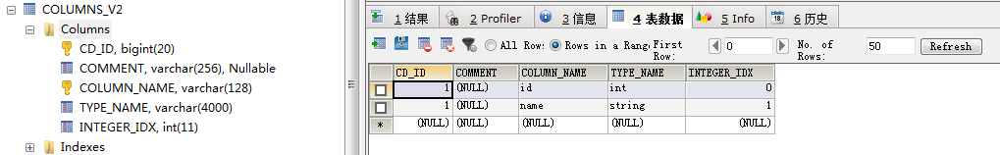 COLUMNS_V2
Columns
CD_ID, bigint(20)
COMMENT, varchar(256), Nullable
COLUMN_NAME, varchar(128)
TYPE_NAME, varchar(4000)
INTEGER_IDX, int(11)
Indexes
1 结果 2 Profiler 3 信息 4 表数据 5 Info 6 历史
All Row: Rows in a Rang First Row: 0 No. of Rows: 50 Refresh
CD_ID COMMENT COLUMN_NAME TYPE_NAME INTEGER_IDX
1 (NULL) id int 0
1 (NULL) name string 1
* (NULL) (NULL) (NULL) (NULL) (NULL)